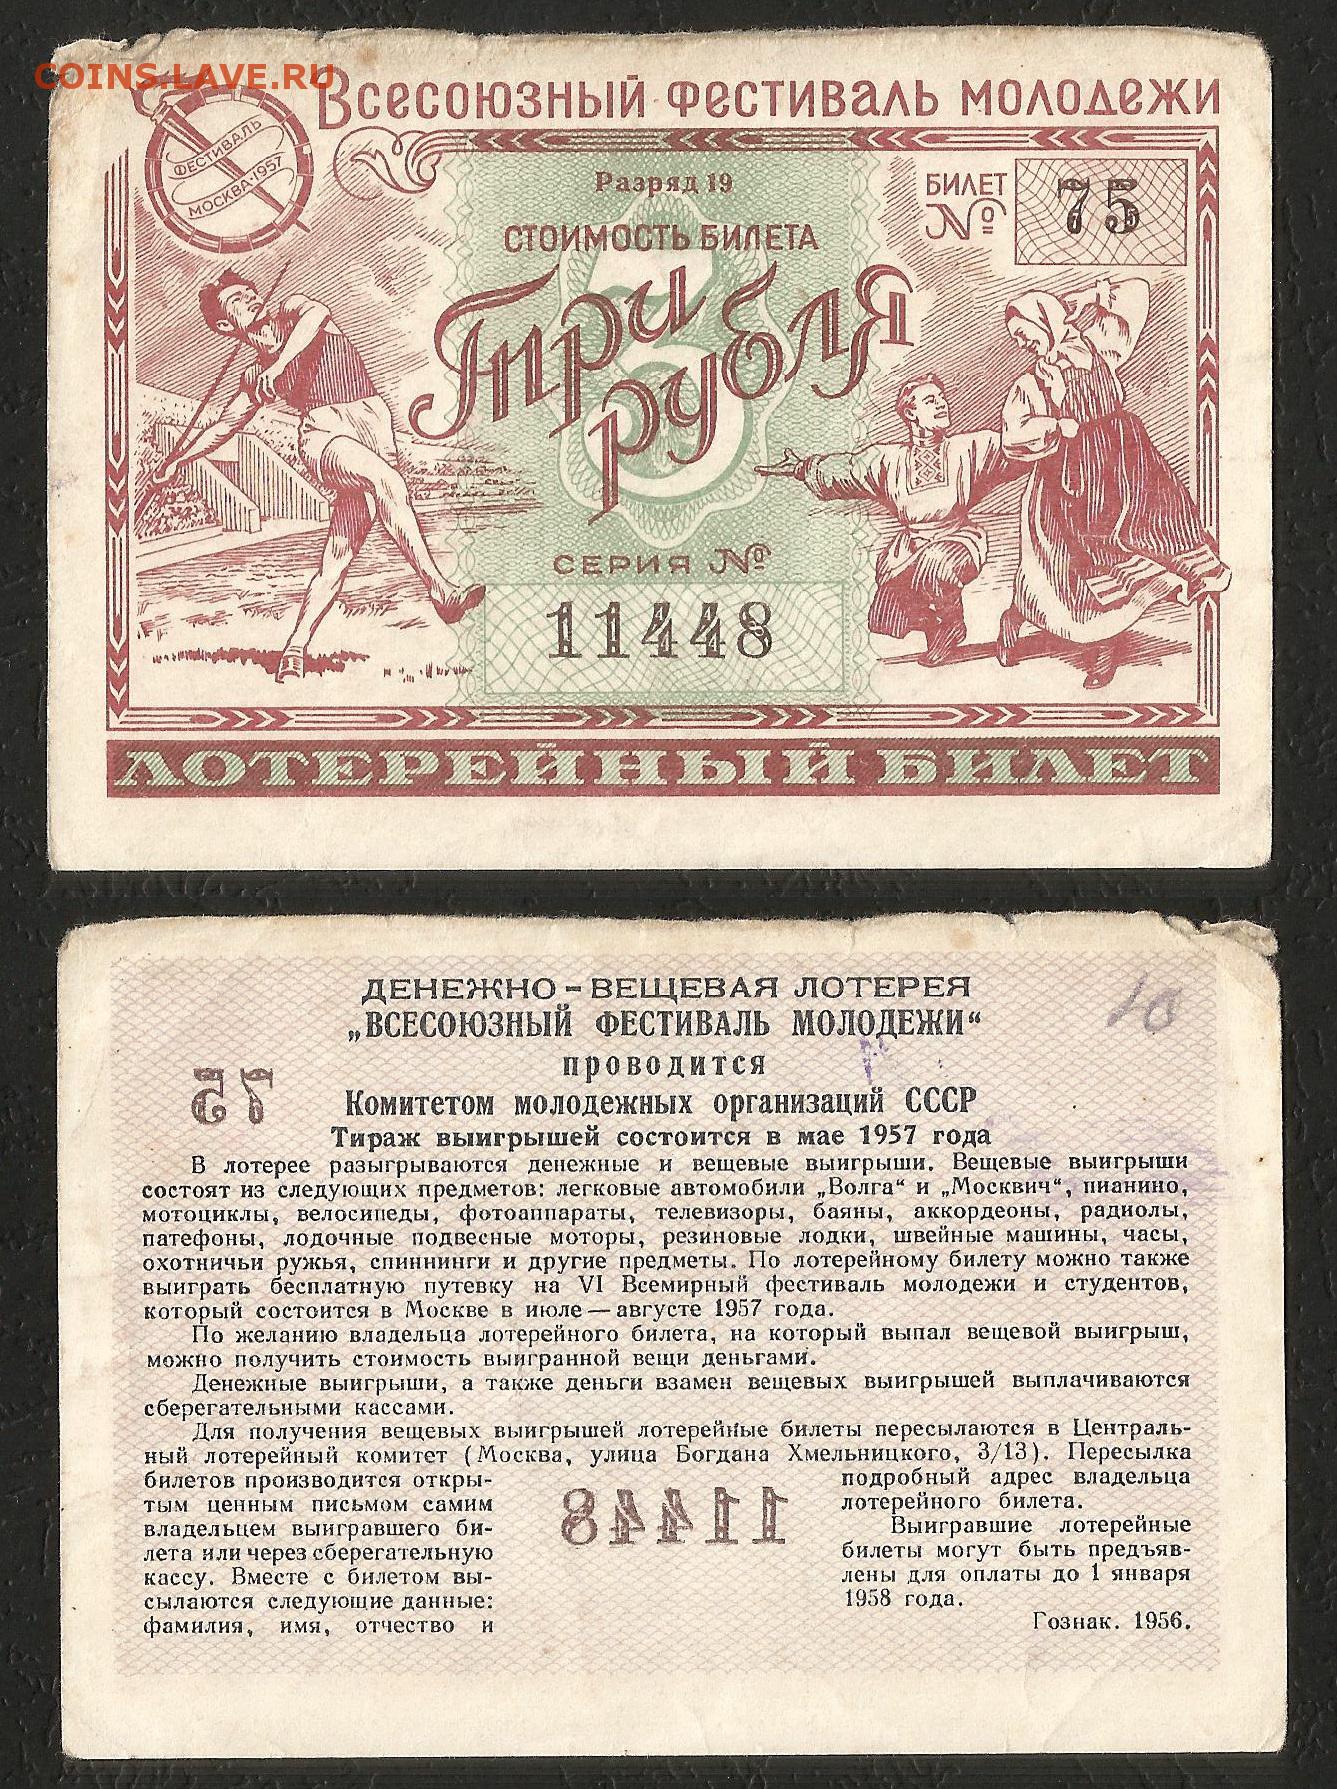 COINS.LAVE.RU
Всесоюзный фестиваль молодежи
ФЕСТИВАЛЬ
МОСКВА-1957
Разряд 19
СТОИМОСТЬ БИЛЕТА
3
Три
рубля
БИЛЕТ
№
75
СЕРИЯ №
11448
ЛОТЕРЕЙНЫЙ БИЛЕТ
ДЕНЕЖНО-ВЕЩЕВАЯ ЛОТЕРЕЯ
„ВСЕСОЮЗНЫЙ ФЕСТИВАЛЬ МОЛОДЕЖИ“
проводится
Комитетом молодежных организаций СССР
Тираж выигрышей состоится в мае 1957 года
75
В лотерее разыгрываются денежные и вещевые выигрыши. Вещевые выигрыши
состоят из следующих предметов: легковые автомобили „Волга“ и „Москвич“, пианино,
мотоциклы, велосипеды, фотоаппараты, телевизоры, баяны, аккордеоны, радиолы,
патефоны, лодочные подвесные моторы, резиновые лодки, швейные машины, часы,
охотничьи ружья, спиннинги и другие предметы. По лотерейному билету можно также
выиграть бесплатную путевку на VI Всемирный фестиваль молодежи и студентов,
который состоится в Москве в июле — августе 1957 года.
По желанию владельца лотерейного билета, на который выпал вещевой выигрыш,
можно получить стоимость выигранной вещи деньгами.
Денежные выигрыши, а также деньги взамен вещевых выигрышей выплачиваются
сберегательными кассами.
Для получения вещевых выигрышей лотерейные билеты пересылаются в Централь-
ный лотерейный комитет (Москва, улица Богдана Хмельницкого, 3/13). Пересылка
билетов производится откры-
тым ценным письмом самим
владельцем выигравшего би-
лета или через сберегательную
кассу. Вместе с билетом вы-
сылаются следующие данные:
фамилия, имя, отчество и
11448
подробный адрес владельца
лотерейного билета.
Выигравшие лотерейные
билеты могут быть предъяв-
лены для оплаты до 1 января
1958 года.
Гознак. 1956.